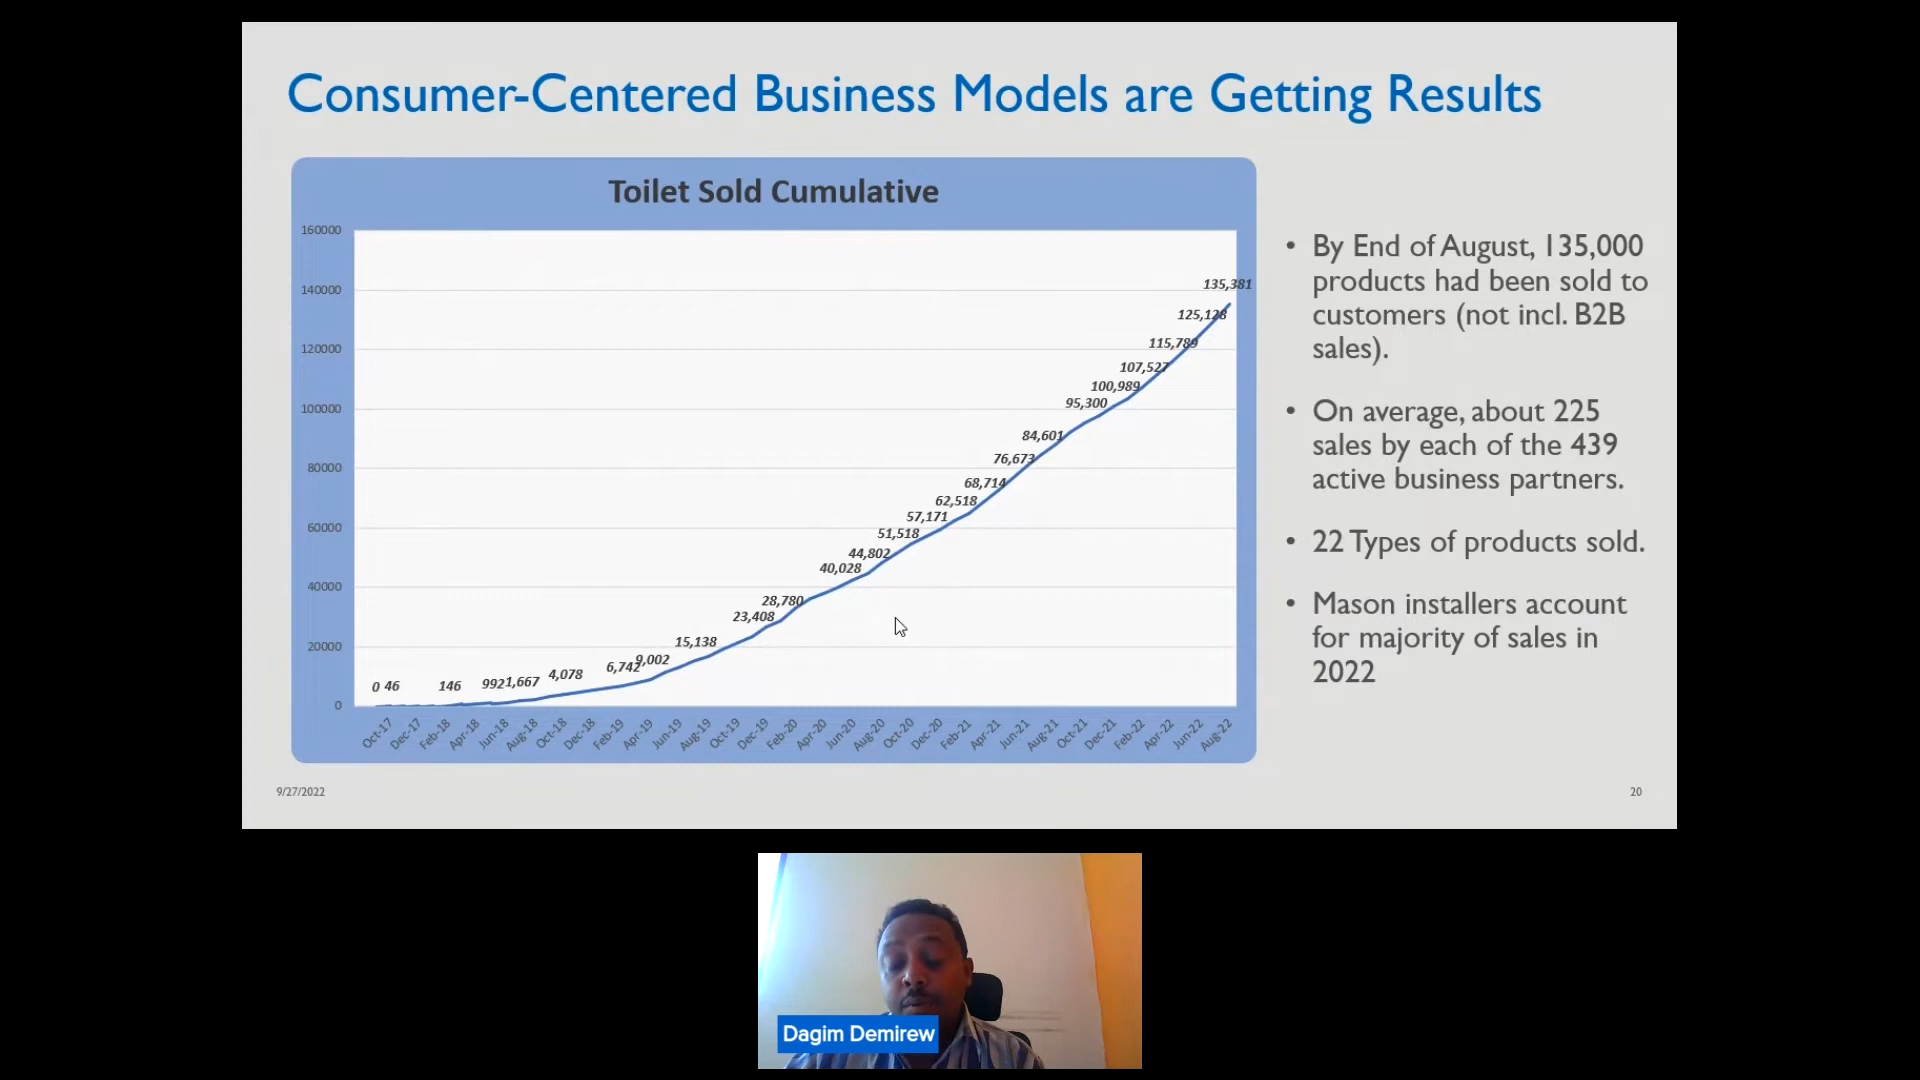 Consumer-Centered Business Models are Getting Results
Toilet Sold Cumulative
160000
140000
120000
100000
80000
60000
40000
20000
0
0 46
146
992
1,667
4,078
6,742
9,002
15,138
23,408
28,780
40,028
44,802
51,518
57,171
62,518
68,714
76,673
84,601
95,300
100,989
107,527
115,789
125,128
135,381
Oct-17
Dec-17
Feb-18
Apr-18
Jun-18
Aug-18
Oct-18
Dec-18
Feb-19
Apr-19
Jun-19
Aug-19
Oct-19
Dec-19
Feb-20
Apr-20
Jun-20
Aug-20
Oct-20
Dec-20
Feb-21
Apr-21
Jun-21
Aug-21
Oct-21
Dec-21
Feb-22
Apr-22
Jun-22
Aug-22
• By End of August, 135,000
products had been sold to
customers (not incl. B2B
sales).
• On average, about 225
sales by each of the 439
active business partners.
• 22 Types of products sold.
• Mason installers account
for majority of sales in
2022
9/27/2022
20
Dagim Demirew